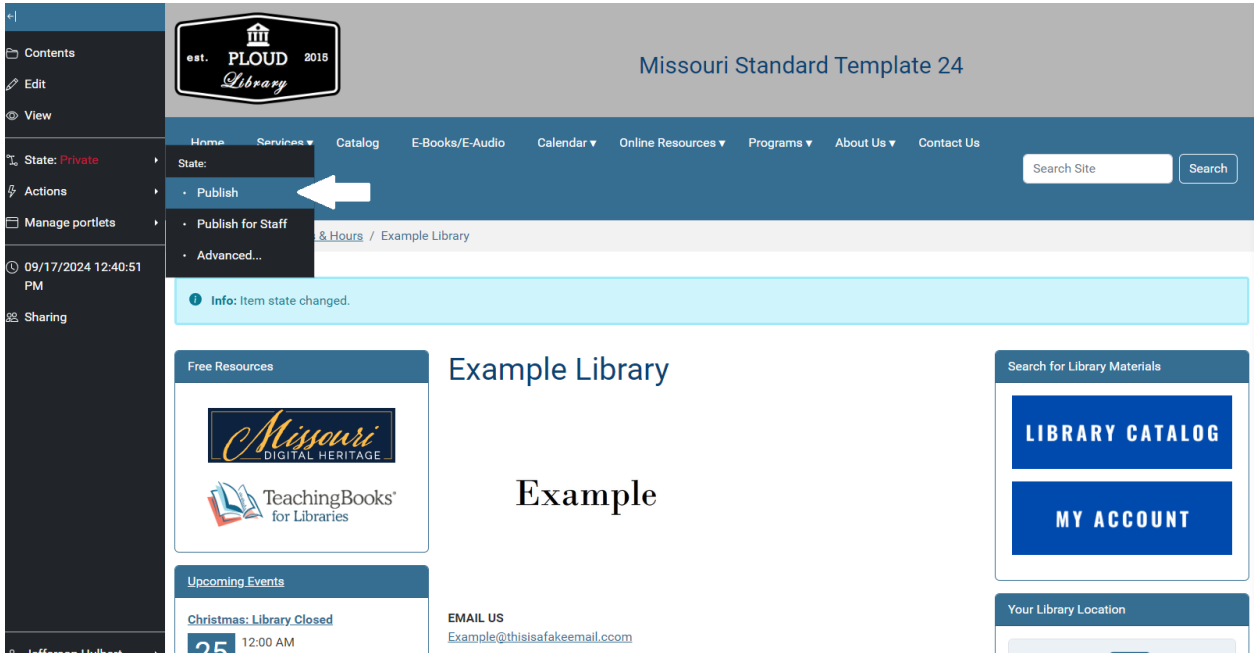 Contents
Edit
View
State: Private
Actions
Manage portlets
09/17/2024 12:40:51
PM
Sharing
est. PLOUD 2015
Library
Missouri Standard Template 24
Home Services ▾ Catalog E-Books/E-Audio Calendar ▾ Online Resources ▾ Programs ▾ About Us ▾ Contact Us
Search Site Search
State:
• Publish
• Publish for Staff
• Advanced...
& Hours / Example Library
Info: Item state changed.
Free Resources
Missouri
DIGITAL HERITAGE
TeachingBooks®
for Libraries
Upcoming Events
Christmas: Library Closed
25 12:00 AM
Example Library
Example
EMAIL US
Example@thisisafakeemail.ccom
Search for Library Materials
LIBRARY CATALOG
MY ACCOUNT
Your Library Location
Jefferson Hulbert